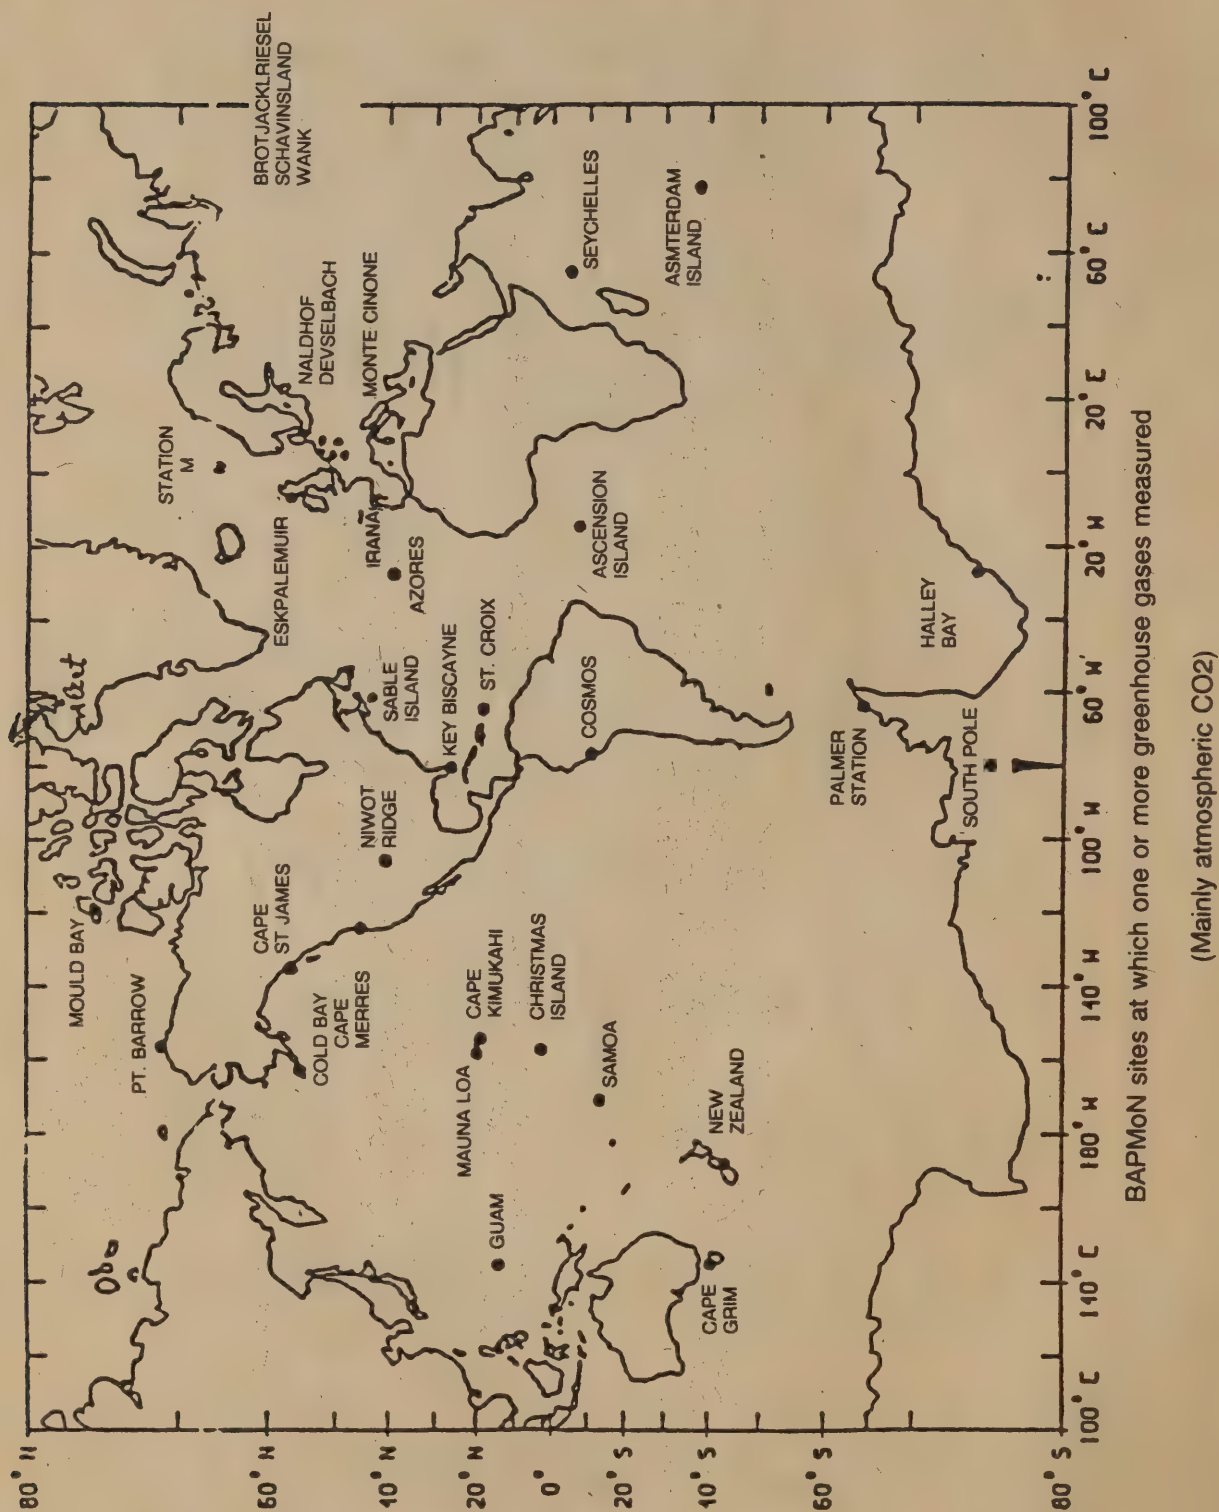 BROTJACKLRIESEL
SCHAVINSLAND
WANK
NALDHOF
DEVSELBACH
MONTE CINONE
STATION
M
ESKPALEMUIR
IRANA
AZORES
SEYCHELLES
ASMTERDAM
ISLAND
ASCENSION
ISLAND
MOULD BAY
PT. BARROW
CAPE
ST JAMES
COLD BAY
CAPE
MERRES
NIWOT
RIDGE
SABLE
ISLAND
KEY BISCAYNE
ST. CROIX
COSMOS
MAUNA LOA
CAPE
KIMUKAHI
CHRISTMAS
ISLAND
SAMOA
GUAM
NEW
ZEALAND
CAPE
GRIM
PALMER
STATION
SOUTH POLE
HALLEY
BAY
80° N
60° N
40° N
20° N
0°
20° S
40° S
60° S
80° S
100° E
140° E
180° W
140° W
100° W
60° W
20° W
20° E
60° E
100° E
BAPMoN sites at which one or more greenhouse gases measured
(Mainly atmospheric CO2)